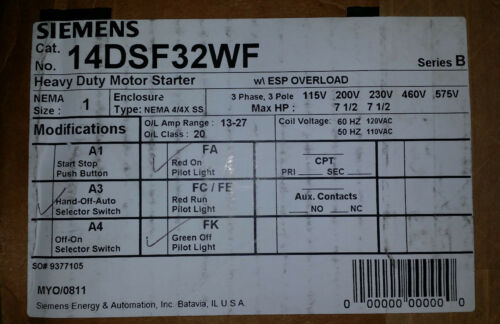 SIEMENS
Cat. No. 14DSF32WF Series B
Heavy Duty Motor Starter w\ ESP OVERLOAD
NEMA Size : 1
Enclosure Type: NEMA 4/4X SS
3 Phase, 3 Pole 115V 200V 230V 460V 575V
Max HP : 7 1/2 7 1/2
Modifications
O/L Amp Range : 13-27
O/L Class : 20
Coil Voltage: 60 HZ 120VAC
50 HZ 110VAC
A1
Start Stop
Push Button
FA
Red On
Pilot Light
CPT
PRI ___ SEC ___
A3
Hand-Off-Auto
Selector Switch
FC / FE
Red Run
Pilot Light
Aux. Contacts
___ NO ___ NC
A4
Off-On
Selector Switch
FK
Green Off
Pilot Light
SO# 9377105
MYO/0811
Siemens Energy & Automation, Inc. Batavia, IL U.S.A.
0 00000 00000 0